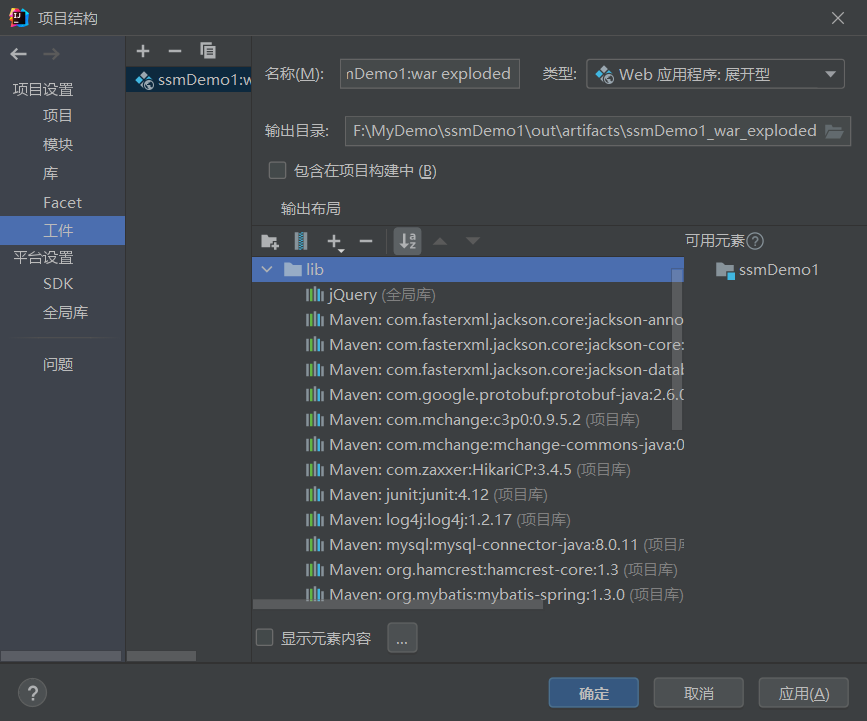 项目结构
项目设置
项目
模块
库
Facet
工件
平台设置
SDK
全局库
问题
ssmDemo1:w
名称(M):
nDemo1:war exploded
类型:
Web 应用程序: 展开型
输出目录:
F:\MyDemo\ssmDemo1\out\artifacts\ssmDemo1_war_exploded
包含在项目构建中 (B)
输出布局
可用元素?
lib
ssmDemo1
jQuery (全局库)
Maven: com.fasterxml.jackson.core:jackson-anno
Maven: com.fasterxml.jackson.core:jackson-core:
Maven: com.fasterxml.jackson.core:jackson-datab
Maven: com.google.protobuf:protobuf-java:2.6.0
Maven: com.mchange:c3p0:0.9.5.2 (项目库)
Maven: com.mchange:mchange-commons-java:0
Maven: com.zaxxer:HikariCP:3.4.5 (项目库)
Maven: junit:junit:4.12 (项目库)
Maven: log4j:log4j:1.2.17 (项目库)
Maven: mysql:mysql-connector-java:8.0.11 (项目库
Maven: org.hamcrest:hamcrest-core:1.3 (项目库)
Maven: org.mybatis:mybatis-spring:1.3.0 (项目库)
显示元素内容
...
?
确定
取消
应用(A)